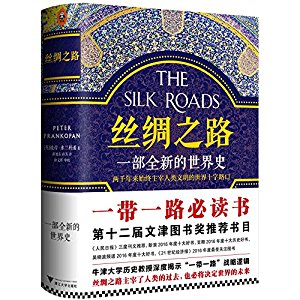 丝绸之路
PETER
FRANKOPAN
一部全新的
世界史
THE
SILK ROADS
丝绸之路
一部全新的世界史
两千年来始终主宰人类文明的世界十字路口
一带一路必读书
第十二届文津图书奖推荐书目
牛津大学历史教授深度揭示“一带一路”战略逻辑
丝绸之路主宰了人类的过去，也必将决定世界的未来